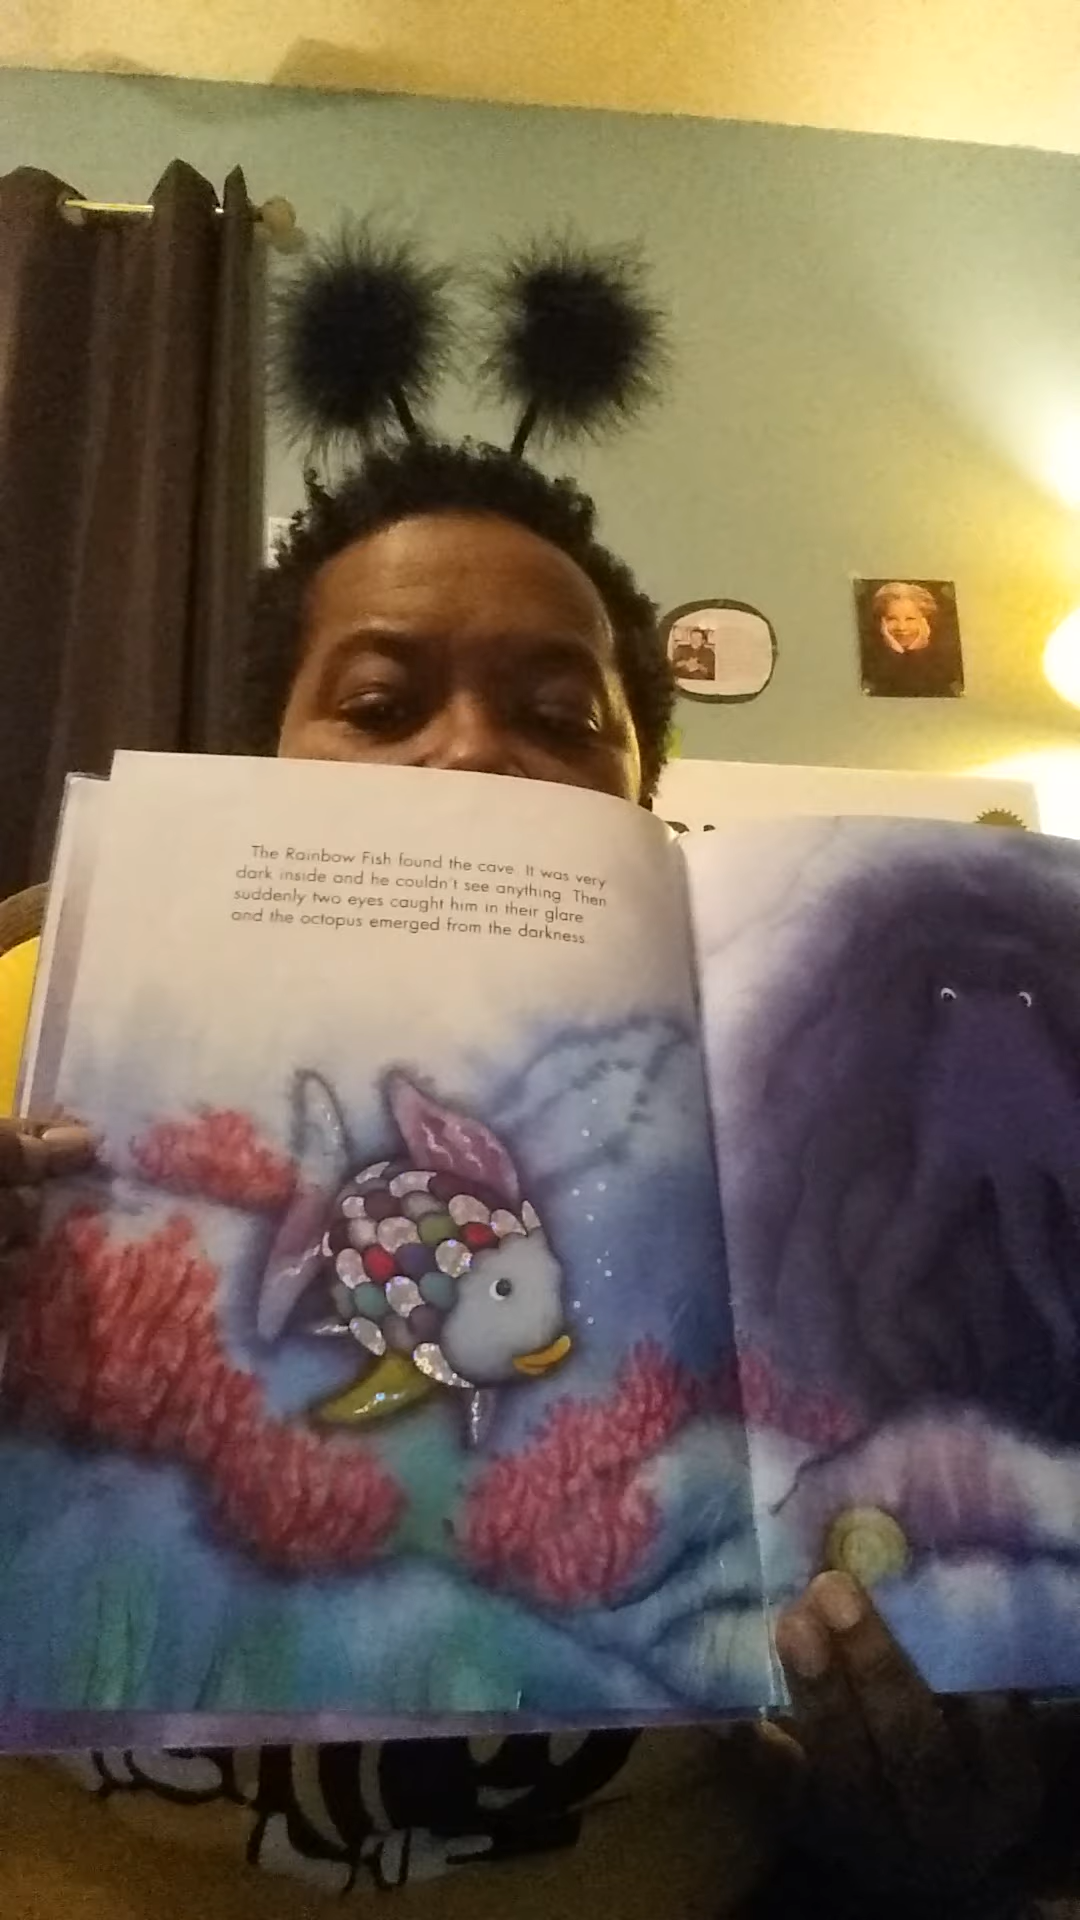 The Rainbow Fish found the cave. It was very
dark inside and he couldn't see anything. Then
suddenly two eyes caught him in their glare
and the octopus emerged from the darkness.